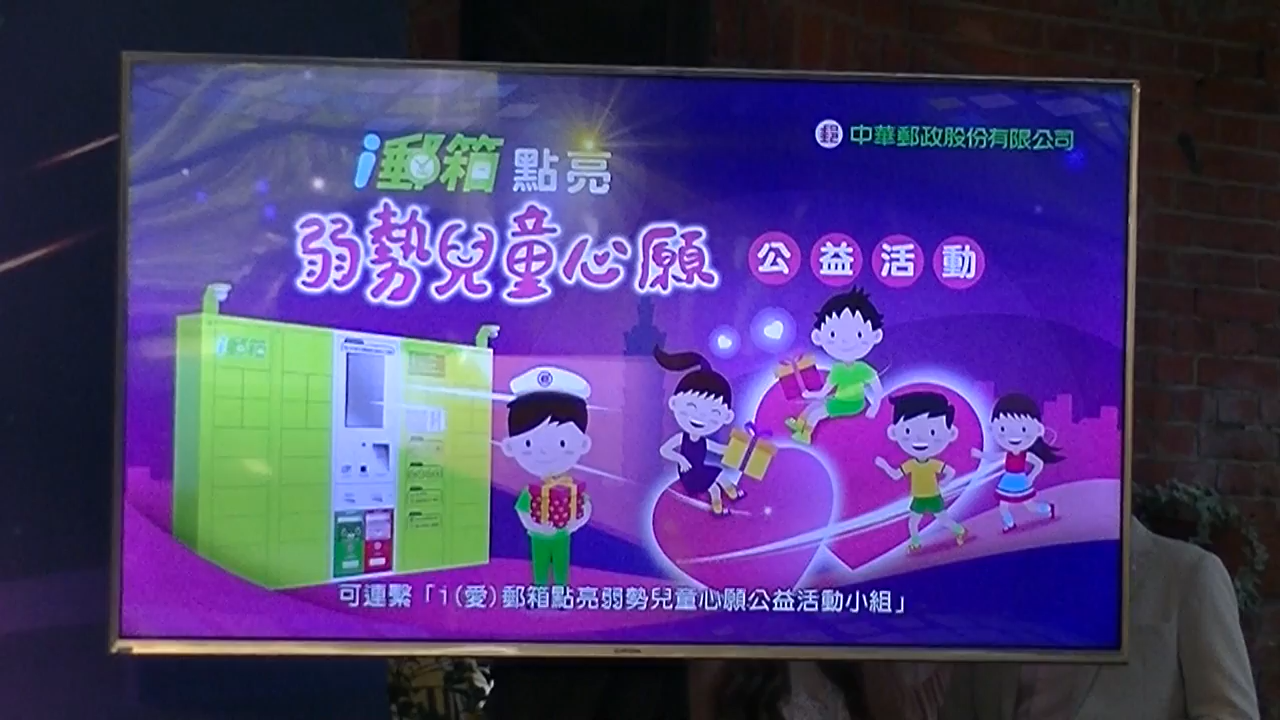 中華郵政股份有限公司
i郵箱 點亮
弱勢兒童心願 公益活動
i郵箱
可連繫「i(愛)郵箱點亮弱勢兒童心願公益活動小組」